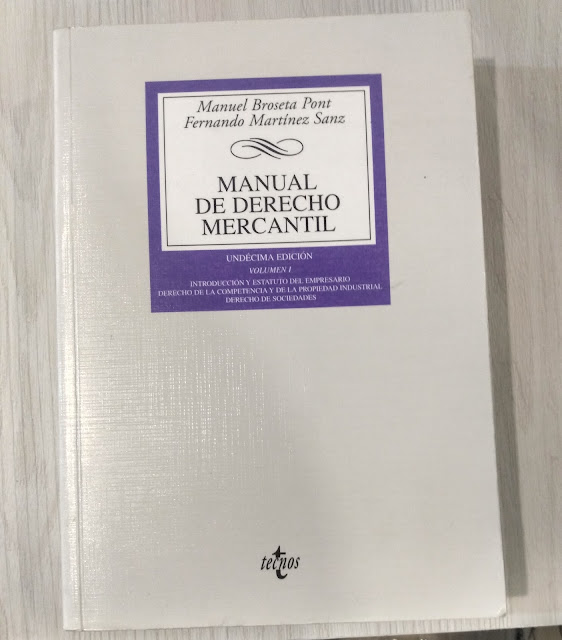 Manuel Broseta Pont
Fernando Martínez Sanz
MANUAL
DE DERECHO
MERCANTIL
UNDÉCIMA EDICIÓN
VOLUMEN I
INTRODUCCIÓN Y ESTATUTO DEL EMPRESARIO
DERECHO DE LA COMPETENCIA Y DE LA PROPIEDAD INDUSTRIAL
DERECHO DE SOCIEDADES
tecnos